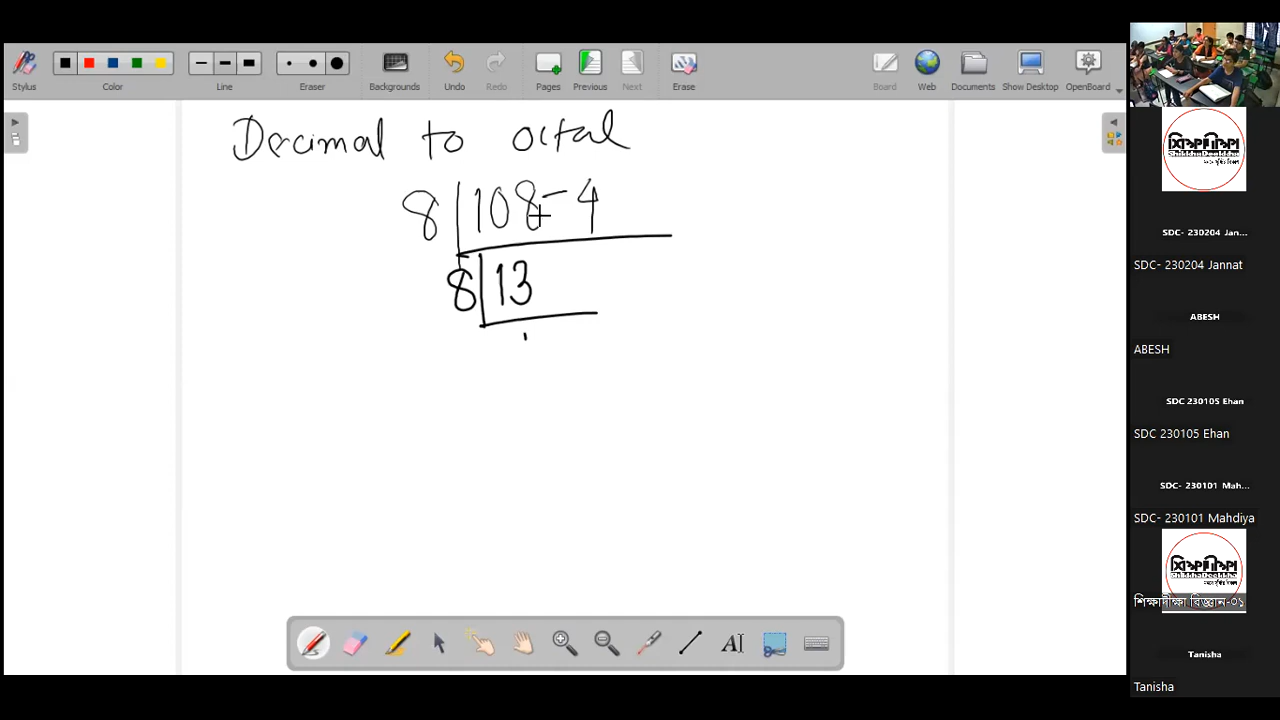 Stylus
Color
Line
Eraser
Backgrounds
Undo
Redo
Pages
Previous
Next
Erase
Board
Web
Documents
Show Desktop
OpenBoard
Decimal to octal
8 108 - 4
8 13
শিক্ষাদীক্ষা
SDC- 230204 Jan...
SDC- 230204 Jannat
ABESH
ABESH
SDC 230105 Ehan
SDC 230105 Ehan
SDC- 230101 Mah...
SDC- 230101 Mahdiya
শিক্ষাদীক্ষা
শিক্ষাদীক্ষা বিজ্ঞান-০১
Tanisha
Tanisha